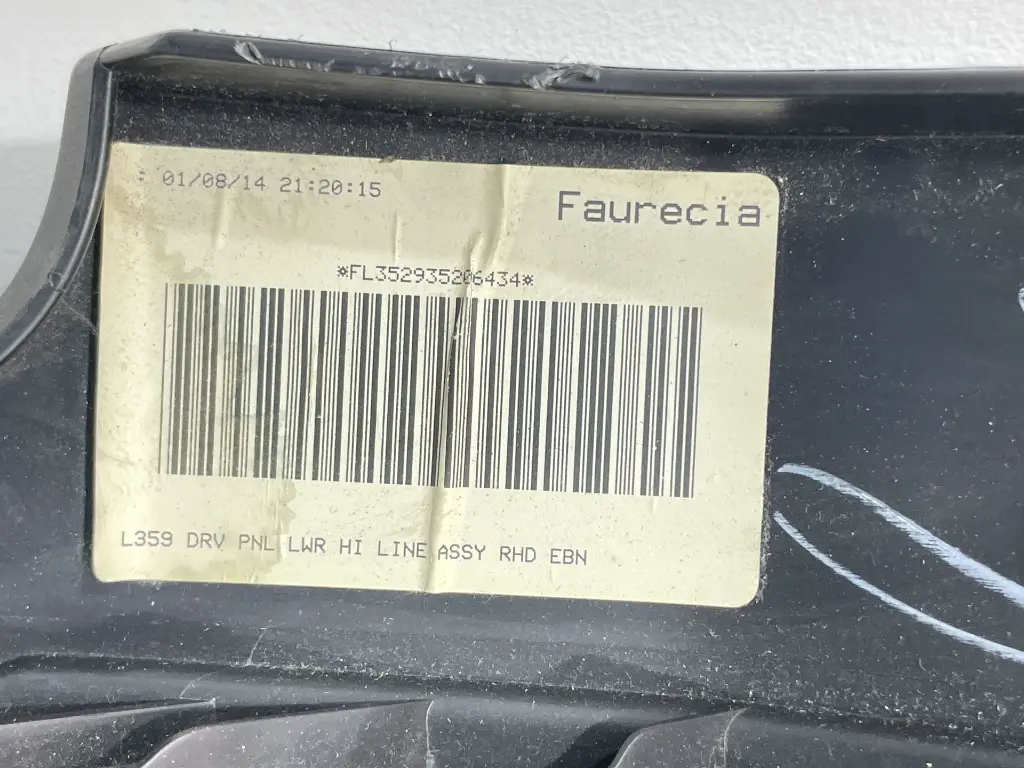 : 01/08/14 21:20:15
Faurecia
*FL352935206434*
L359 DRV PNL LWR HI LINE ASSY RHD EBN